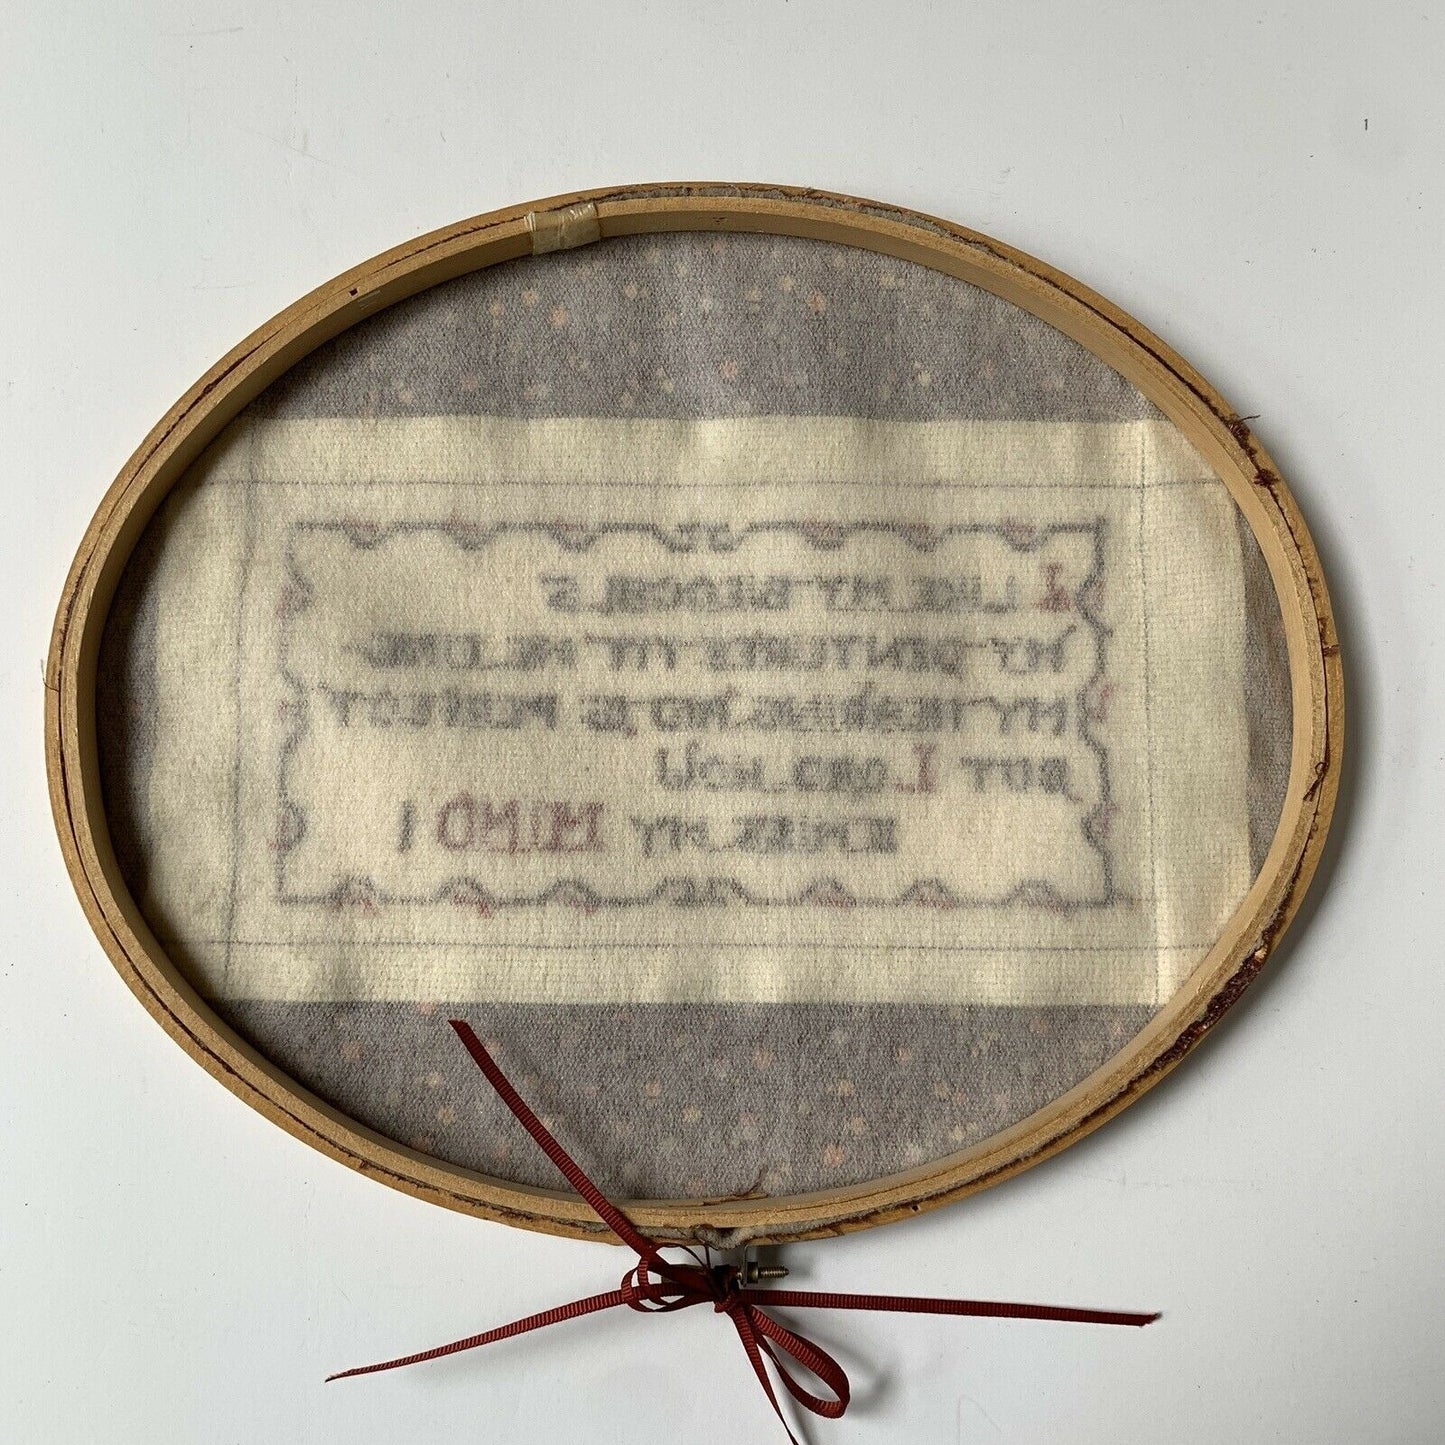 I LIKE MY BIFOCALS
MY DENTURES FIT ME FINE
MY HEARING AID IS PERFECT
BUT LORD HOW
I MISS MY MIND!